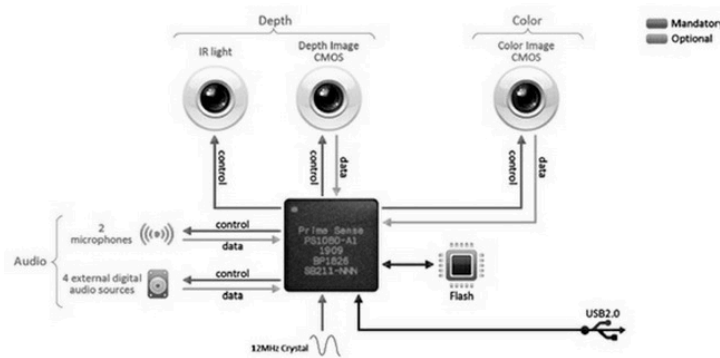 Depth
Color
Mandatory
Optional
IR light
Depth Image
CMOS
Color Image
CMOS
control
control
data
control
data
Prime Sense
PS1080-A1
1909
BP1826
SB211-NNN
Audio
2
microphones
control
data
4 external digital
audio sources
control
data
Flash
USB2.0
12MHz Crystal